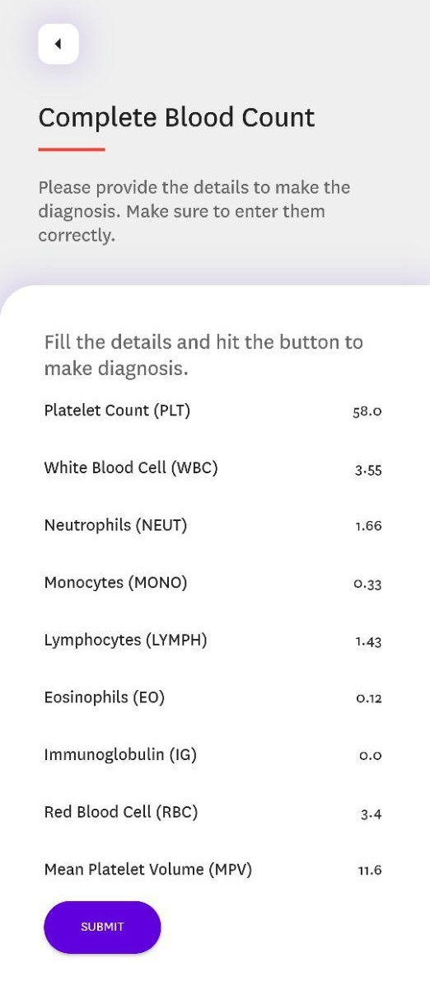 Complete Blood Count
Please provide the details to make the
diagnosis. Make sure to enter them
correctly.
Fill the details and hit the button to
make diagnosis.
Platelet Count (PLT) 58.0
White Blood Cell (WBC) 3.55
Neutrophils (NEUT) 1.66
Monocytes (MONO) 0.33
Lymphocytes (LYMPH) 1.43
Eosinophils (EO) 0.12
Immunoglobulin (IG) 0.0
Red Blood Cell (RBC) 3.4
Mean Platelet Volume (MPV) 11.6
SUBMIT